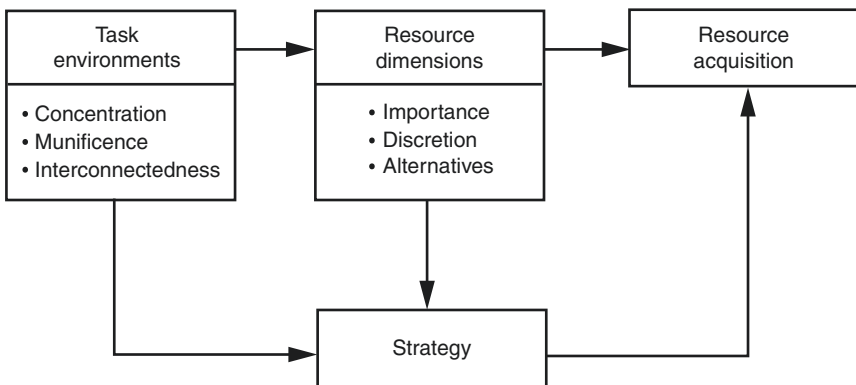 Task
environments
• Concentration
• Munificence
• Interconnectedness
Resource
dimensions
• Importance
• Discretion
• Alternatives
Resource
acquisition
Strategy